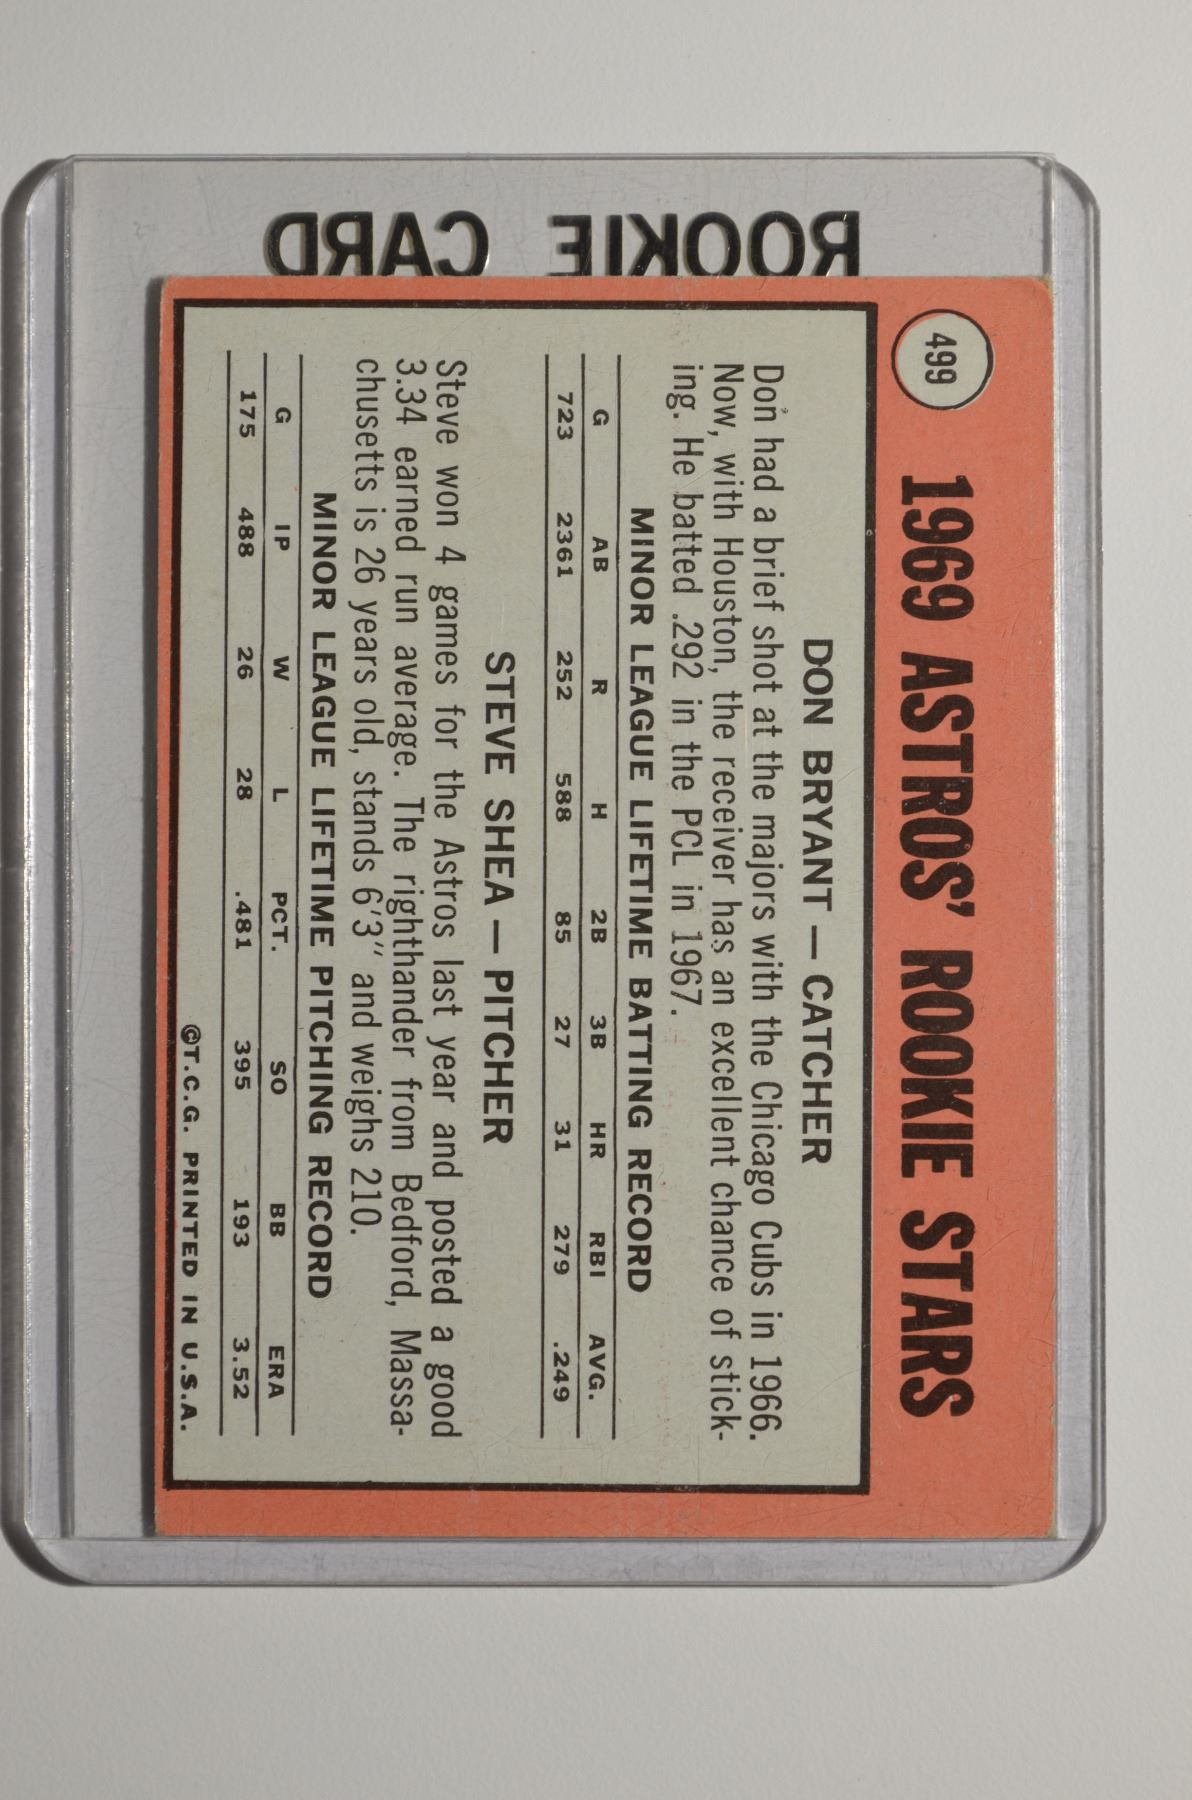 ROOKIE CARD
499
1969 ASTROS' ROOKIE STARS
DON BRYANT — CATCHER
Don had a brief shot at the majors with the Chicago Cubs in 1966.
Now, with Houston, the receiver has an excellent chance of stick-
ing. He batted .292 in the PCL in 1967.
MINOR LEAGUE LIFETIME BATTING RECORD
G AB R H 2B 3B HR RBI AVG.
723 2361 252 588 85 27 31 279 .249
STEVE SHEA — PITCHER
Steve won 4 games for the Astros last year and posted a good
3.34 earned run average. The righthander from Bedford, Massa-
chusetts is 26 years old, stands 6'3" and weighs 210.
MINOR LEAGUE LIFETIME PITCHING RECORD
G IP W L PCT. SO BB ERA
175 488 26 28 .481 395 193 3.52
©T.C.G. PRINTED IN U.S.A.